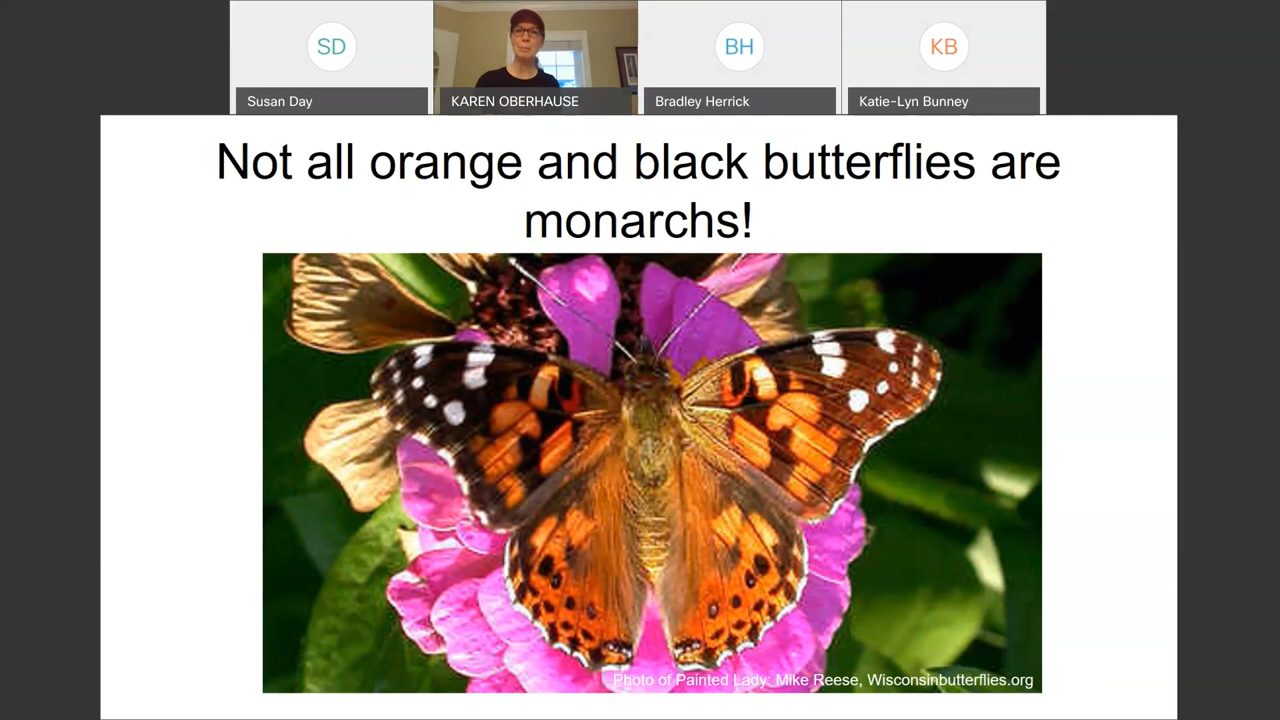 SD
BH
KB
Susan Day
KAREN OBERHAUSE
Bradley Herrick
Katie-Lyn Bunney
Not all orange and black butterflies are
monarchs!
Photo of Painted Lady: Mike Reese, Wisconsinbutterflies.org